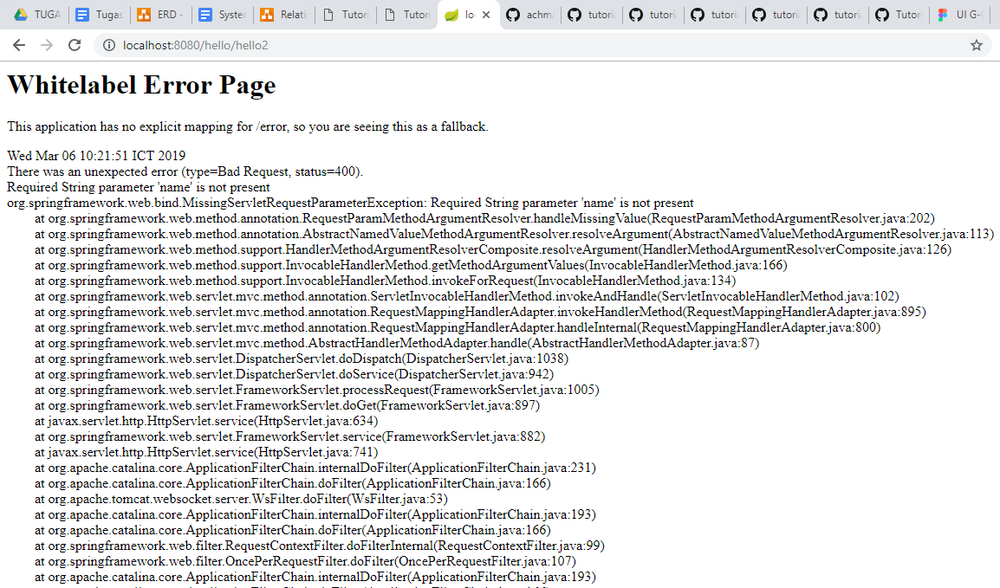 TUGA
Tugas
ERD -
Syster
Relati
Tutori
Tutori
lo
achm
tutori
tutori
tutori
tutori
tutori
Tutori
UI G-
localhost:8080/hello/hello2
Whitelabel Error Page
This application has no explicit mapping for /error, so you are seeing this as a fallback.
Wed Mar 06 10:21:51 ICT 2019
There was an unexpected error (type=Bad Request, status=400).
Required String parameter 'name' is not present
org.springframework.web.bind.MissingServletRequestParameterException: Required String parameter 'name' is not present
at org.springframework.web.method.annotation.RequestParamMethodArgumentResolver.handleMissingValue(RequestParamMethodArgumentResolver.java:202)
at org.springframework.web.method.annotation.AbstractNamedValueMethodArgumentResolver.resolveArgument(AbstractNamedValueMethodArgumentResolver.java:113)
at org.springframework.web.method.support.HandlerMethodArgumentResolverComposite.resolveArgument(HandlerMethodArgumentResolverComposite.java:126)
at org.springframework.web.method.support.InvocableHandlerMethod.getMethodArgumentValues(InvocableHandlerMethod.java:166)
at org.springframework.web.method.support.InvocableHandlerMethod.invokeForRequest(InvocableHandlerMethod.java:134)
at org.springframework.web.servlet.mvc.method.annotation.ServletInvocableHandlerMethod.invokeAndHandle(ServletInvocableHandlerMethod.java:102)
at org.springframework.web.servlet.mvc.method.annotation.RequestMappingHandlerAdapter.invokeHandlerMethod(RequestMappingHandlerAdapter.java:895)
at org.springframework.web.servlet.mvc.method.annotation.RequestMappingHandlerAdapter.handleInternal(RequestMappingHandlerAdapter.java:800)
at org.springframework.web.servlet.mvc.method.AbstractHandlerMethodAdapter.handle(AbstractHandlerMethodAdapter.java:87)
at org.springframework.web.servlet.DispatcherServlet.doDispatch(DispatcherServlet.java:1038)
at org.springframework.web.servlet.DispatcherServlet.doService(DispatcherServlet.java:942)
at org.springframework.web.servlet.FrameworkServlet.processRequest(FrameworkServlet.java:1005)
at org.springframework.web.servlet.FrameworkServlet.doGet(FrameworkServlet.java:897)
at javax.servlet.http.HttpServlet.service(HttpServlet.java:634)
at org.springframework.web.servlet.FrameworkServlet.service(FrameworkServlet.java:882)
at javax.servlet.http.HttpServlet.service(HttpServlet.java:741)
at org.apache.catalina.core.ApplicationFilterChain.internalDoFilter(ApplicationFilterChain.java:231)
at org.apache.catalina.core.ApplicationFilterChain.doFilter(ApplicationFilterChain.java:166)
at org.apache.tomcat.websocket.server.WsFilter.doFilter(WsFilter.java:53)
at org.apache.catalina.core.ApplicationFilterChain.internalDoFilter(ApplicationFilterChain.java:193)
at org.apache.catalina.core.ApplicationFilterChain.doFilter(ApplicationFilterChain.java:166)
at org.springframework.web.filter.RequestContextFilter.doFilterInternal(RequestContextFilter.java:99)
at org.springframework.web.filter.OncePerRequestFilter.doFilter(OncePerRequestFilter.java:107)
at org.apache.catalina.core.ApplicationFilterChain.internalDoFilter(ApplicationFilterChain.java:193)